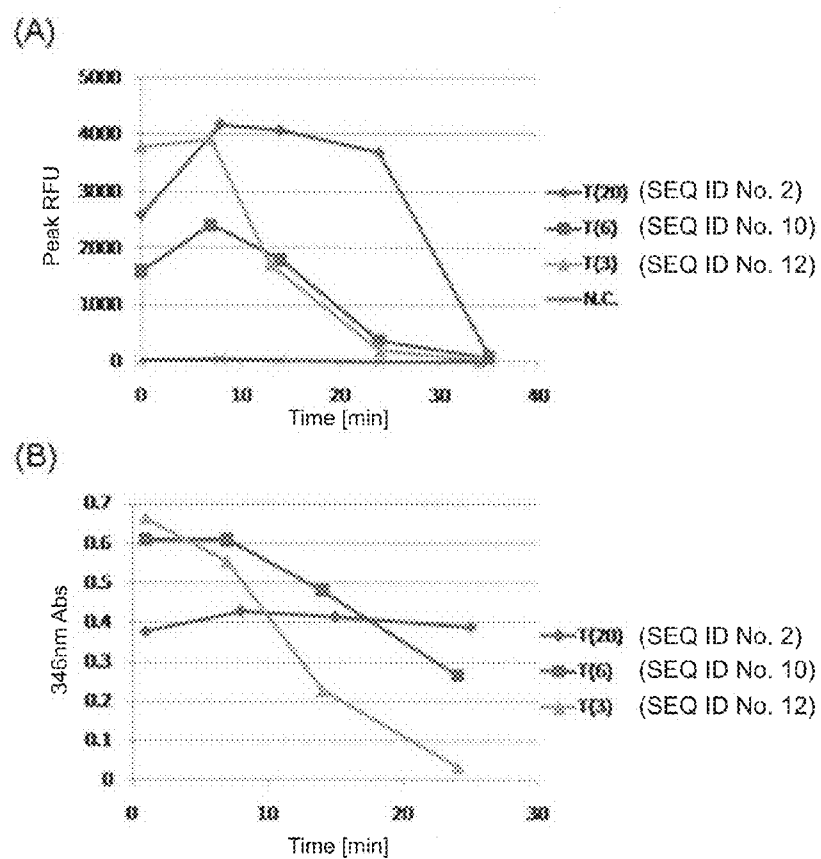 (A)
5000
4000
3000
2000
1000
0
Peak RFU
0 10 20 30 40
Time [min]
T(20) (SEQ ID No. 2)
T(6) (SEQ ID No. 10)
T(3) (SEQ ID No. 12)
N.C.
(B)
0.7
0.6
0.5
0.4
0.3
0.2
0.1
0
346nm Abs
0 10 20 30
Time [min]
T(20) (SEQ ID No. 2)
T(6) (SEQ ID No. 10)
T(3) (SEQ ID No. 12)